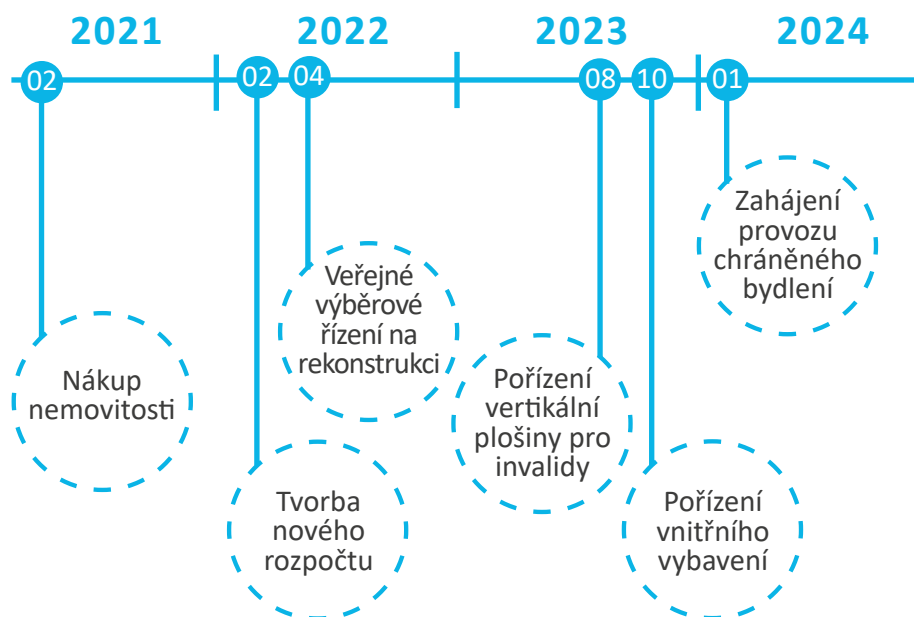 2021
2022
2023
2024
02
02
04
08
10
01
Zahájení
provozu
chráněného
bydlení
Veřejné
výběrové
řízení na
rekonstrukci
Nákup
nemovitosti
Pořízení
vertikální
plošiny pro
invalidy
Tvorba
nového
rozpočtu
Pořízení
vnitřního
vybavení